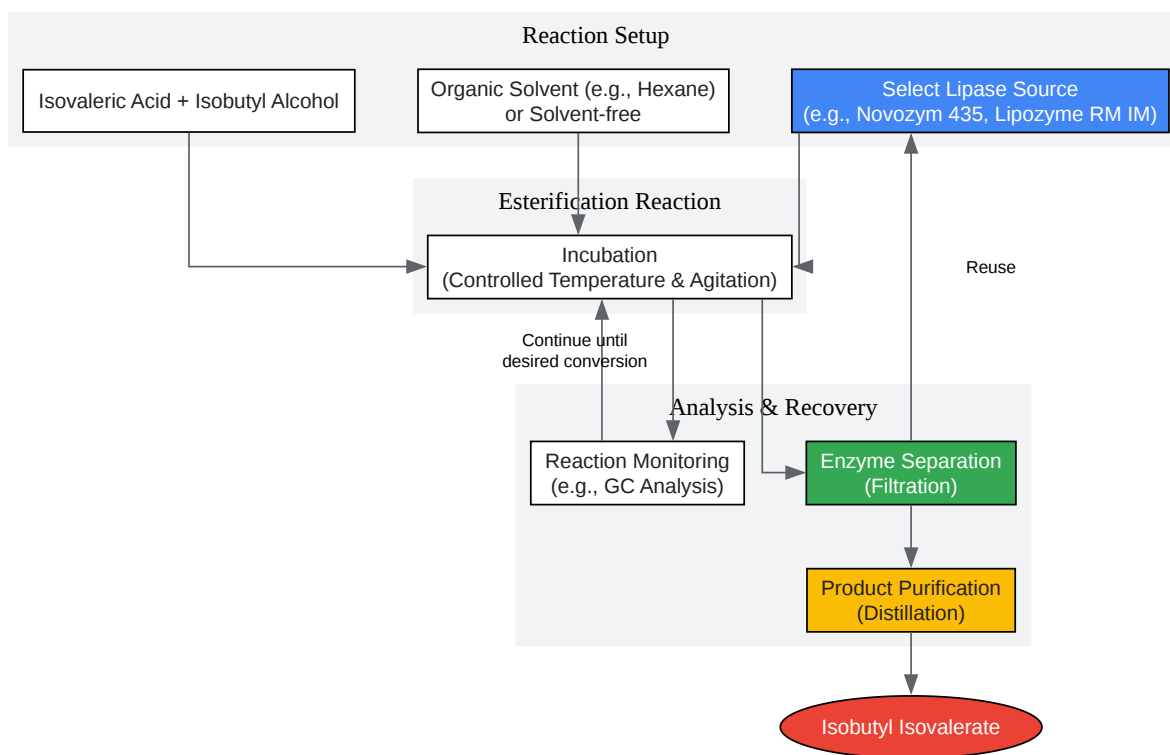 Reaction Setup
Isovaleric Acid + Isobutyl Alcohol
Organic Solvent (e.g., Hexane)
or Solvent-free
Select Lipase Source
(e.g., Novozym 435, Lipozyme RM IM)
Esterification Reaction
Incubation
(Controlled Temperature & Agitation)
Reuse
Continue until
desired conversion
Analysis & Recovery
Reaction Monitoring
(e.g., GC Analysis)
Enzyme Separation
(Filtration)
Product Purification
(Distillation)
Isobutyl Isovalerate